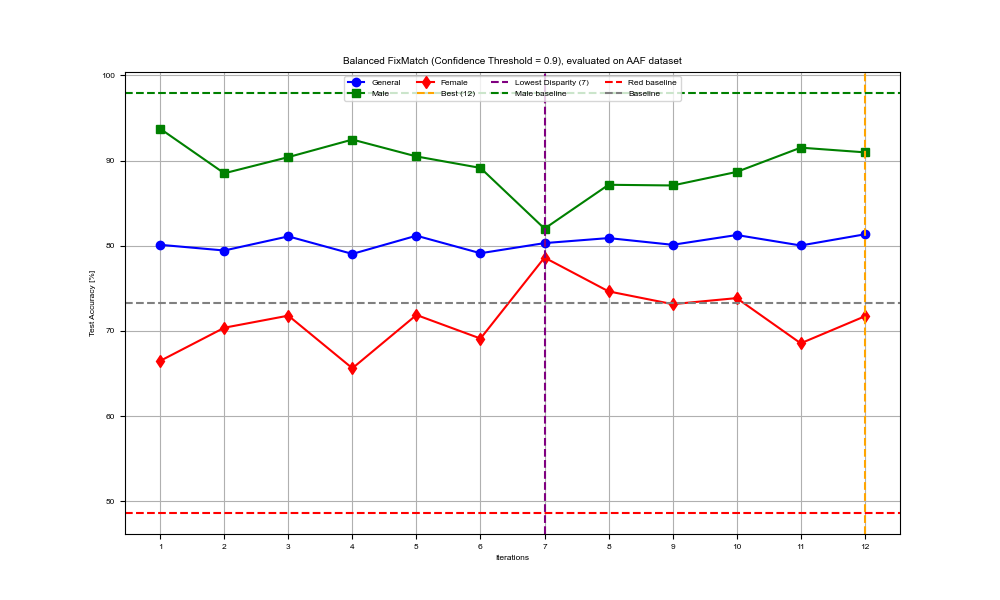 Balanced FixMatch (Confidence Threshold = 0.9), evaluated on AAF dataset
General Female Lowest Disparity (7) Red baseline
Male Best (12) Male baseline Baseline
100
90
80
70
60
50
Test Accuracy [%]
1 2 3 4 5 6 7 8 9 10 11 12
Iterations